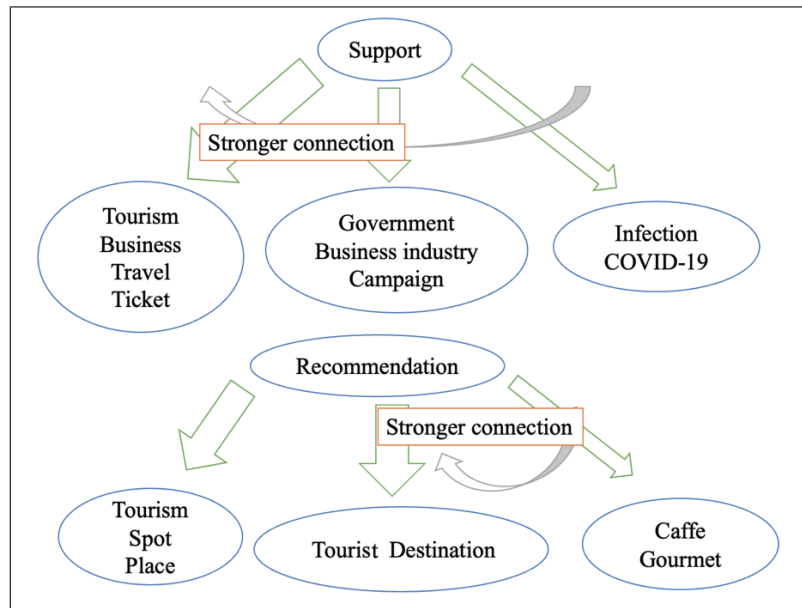 Support
Stronger connection
Tourism
Business
Travel
Ticket
Government
Business industry
Campaign
Infection
COVID-19
Recommendation
Stronger connection
Tourism
Spot
Place
Tourist Destination
Caffe
Gourmet